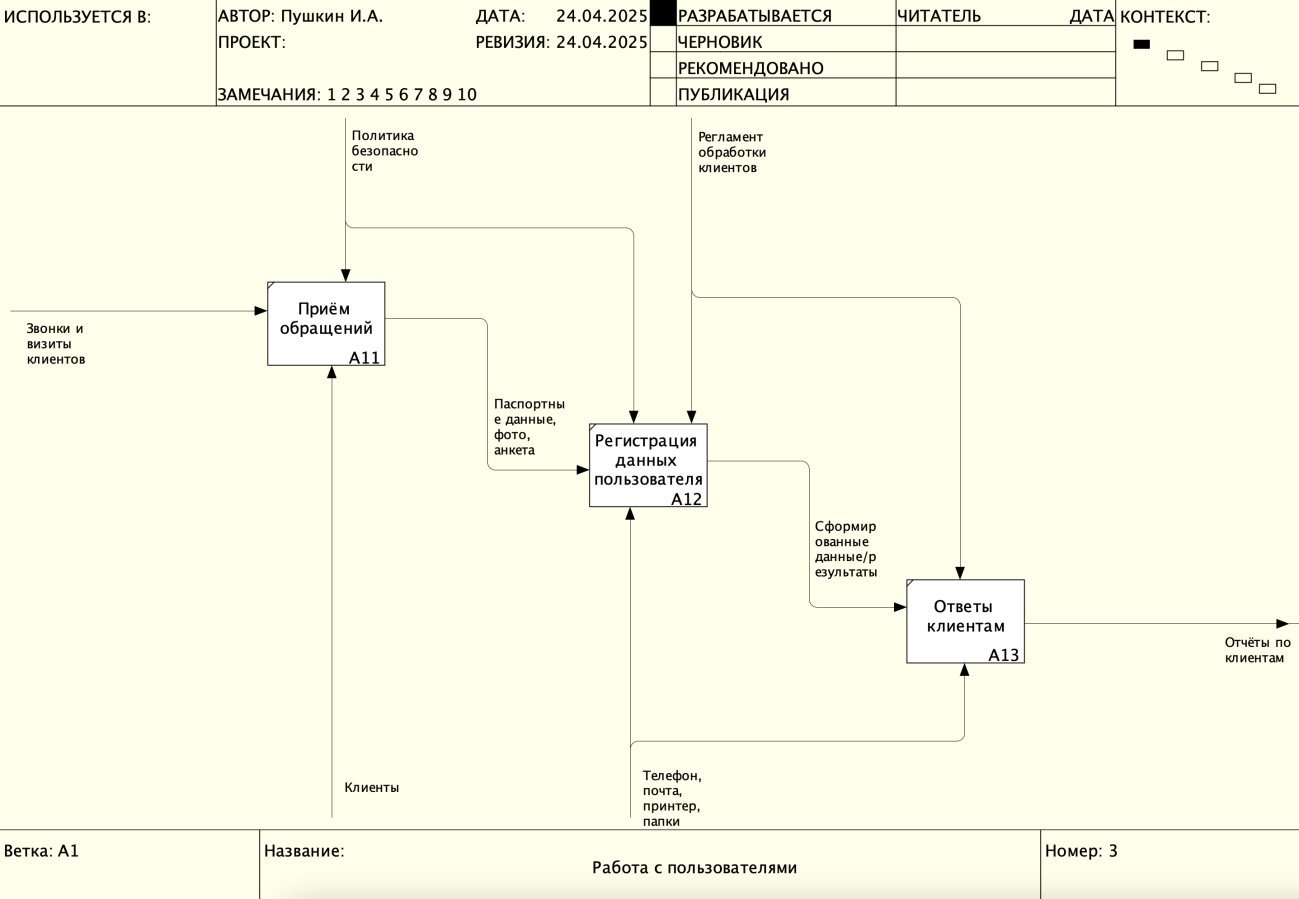 ИСПОЛЬЗУЕТСЯ В:
АВТОР: Пушкин И.А.
ДАТА: 24.04.2025
РАЗРАБАТЫВАЕТСЯ
ЧИТАТЕЛЬ
ДАТА
КОНТЕКСТ:
ПРОЕКТ:
РЕВИЗИЯ: 24.04.2025
ЧЕРНОВИК
РЕКОМЕНДОВАНО
ЗАМЕЧАНИЯ: 1 2 3 4 5 6 7 8 9 10
ПУБЛИКАЦИЯ
Политика
безопасно
сти
Регламент
обработки
клиентов
Звонки и
визиты
клиентов
Приём
обращений
A11
Паспортны
е данные,
фото,
анкета
Регистрация
данных
пользователя
A12
Сформир
ованные
данные/р
езультаты
Ответы
клиентам
A13
Отчёты по
клиентам
Клиенты
Телефон,
почта,
принтер,
папки
Ветка: A1
Название:
Работа с пользователями
Номер: 3